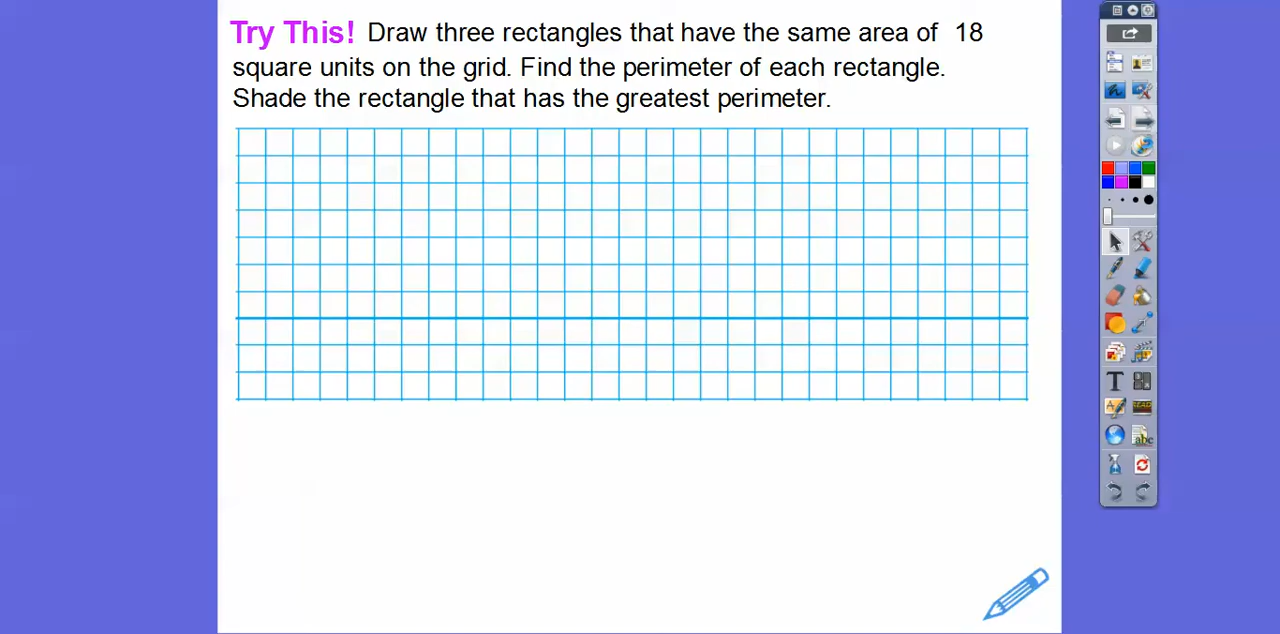 Try This! Draw three rectangles that have the same area of 18
square units on the grid. Find the perimeter of each rectangle.
Shade the rectangle that has the greatest perimeter.